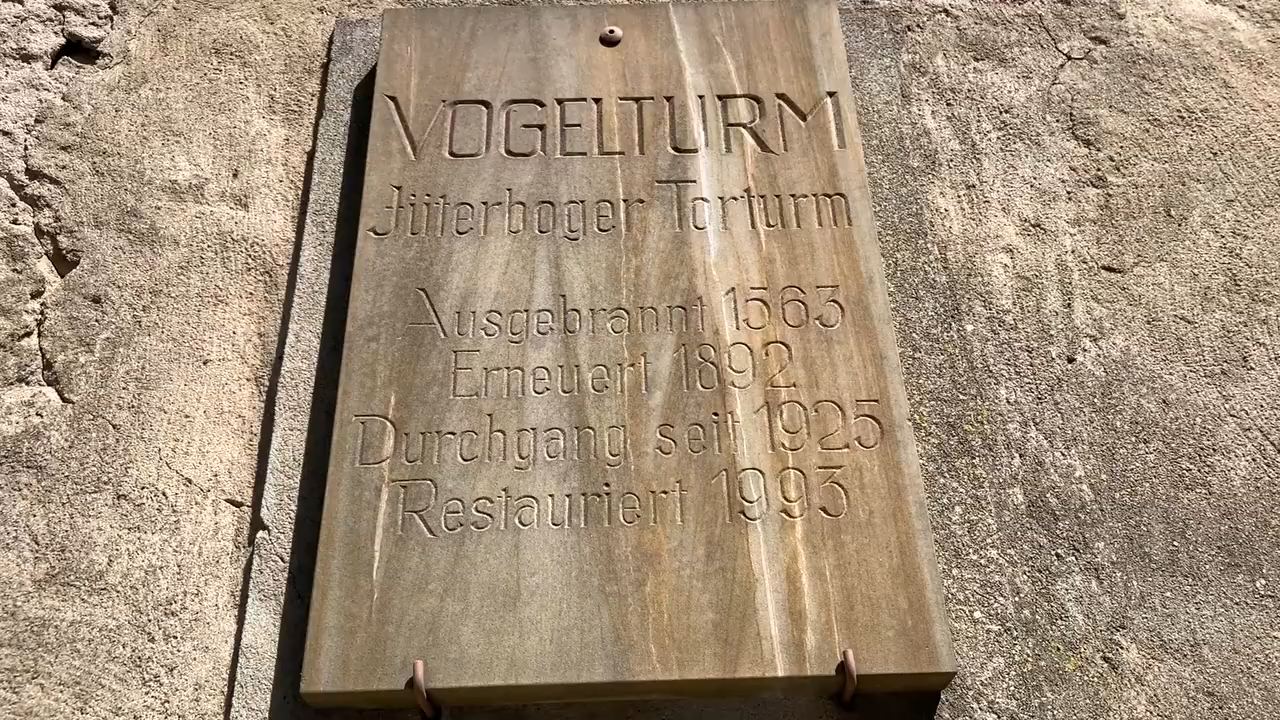 VOGELTURM
Jüterboger Torturm
Ausgebrannt 1563
Erneuert 1892
Durchgang seit 1925
Restauriert 1993